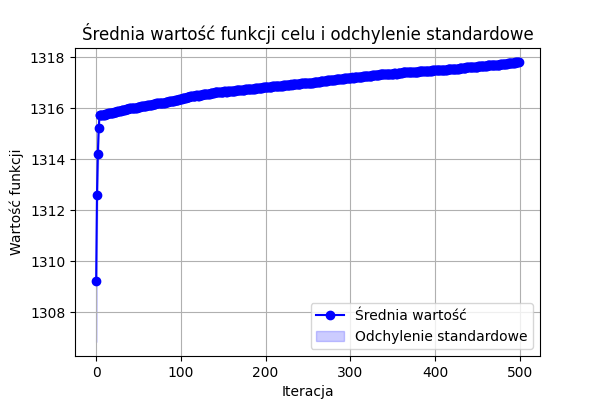 Średnia wartość funkcji celu i odchylenie standardowe
1318
1316
1314
1312
1310
1308
Wartość funkcji
Średnia wartość
Odchylenie standardowe
0 100 200 300 400 500
Iteracja